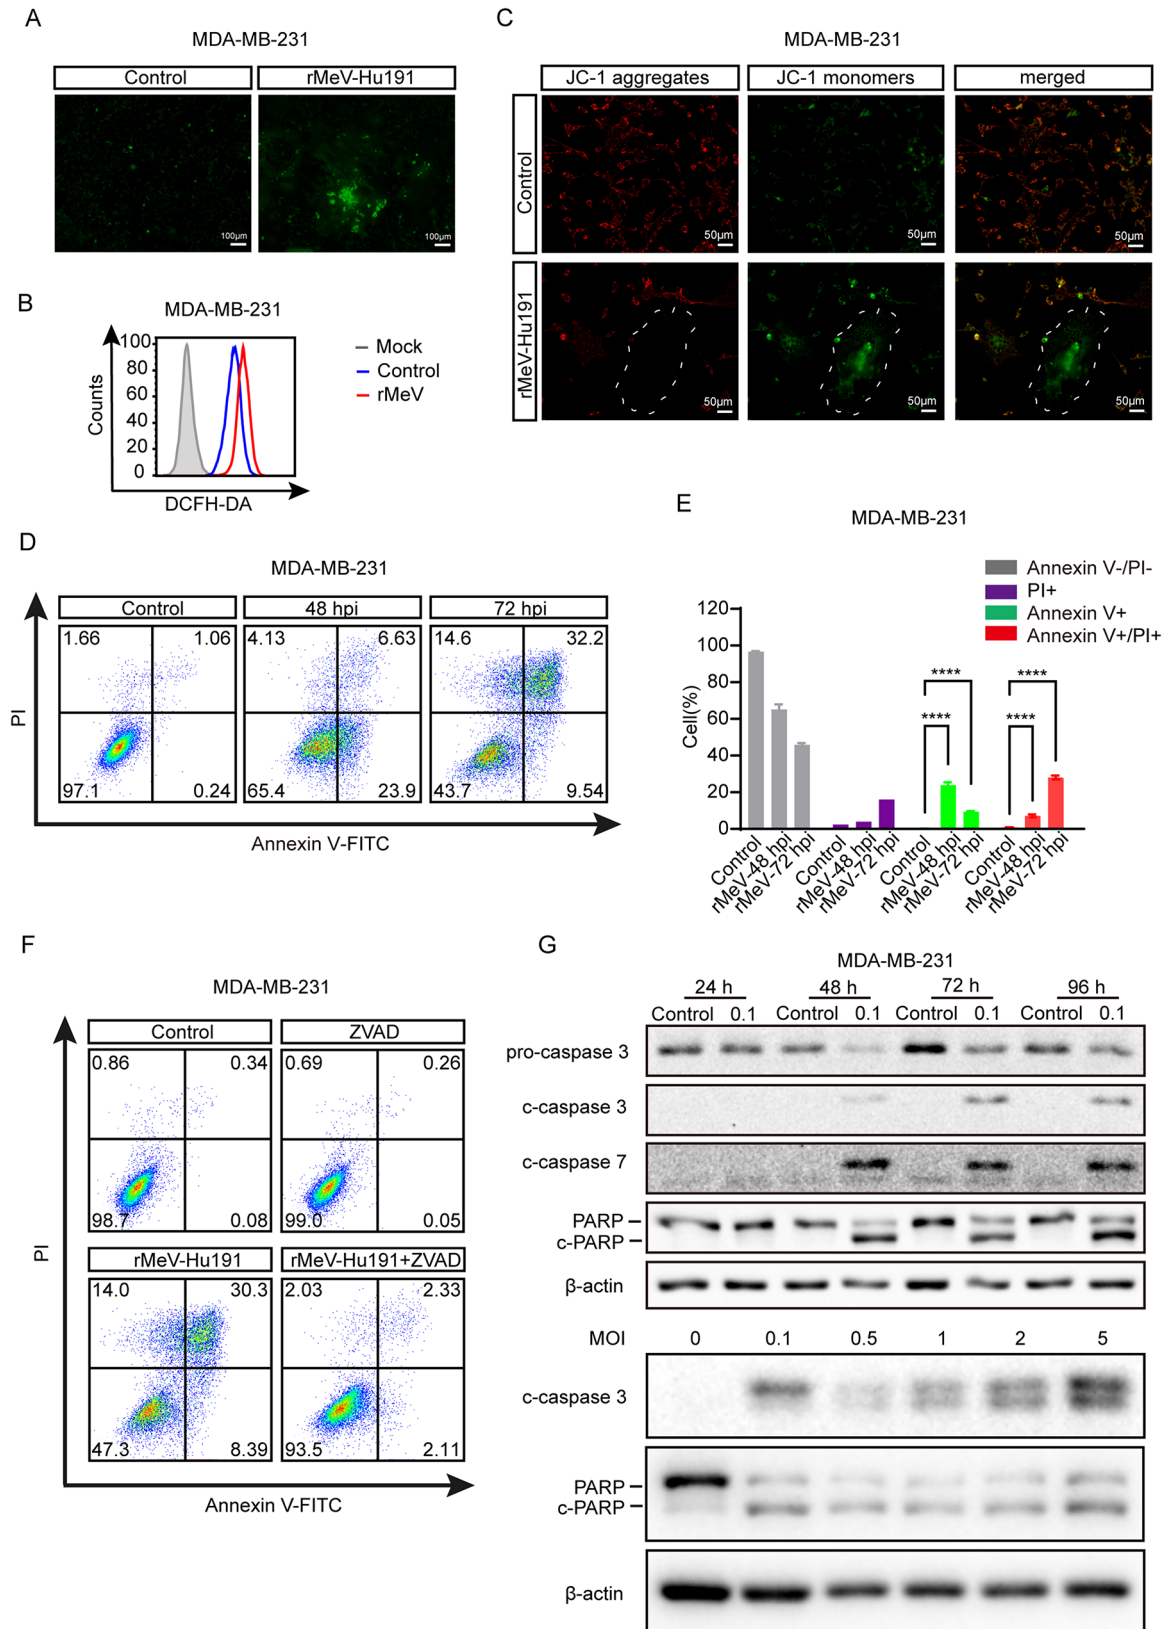 A
MDA-MB-231
Control
rMeV-Hu191
100μm
100μm
B
MDA-MB-231
100
80
60
40
20
0
Counts
DCFH-DA
Mock
Control
rMeV
C
MDA-MB-231
JC-1 aggregates
JC-1 monomers
merged
Control
50μm
50μm
50μm
rMeV-Hu191
50μm
50μm
50μm
D
MDA-MB-231
Control
48 hpi
72 hpi
1.66
1.06
4.13
6.63
14.6
32.2
97.1
0.24
65.4
23.9
43.7
9.54
PI
Annexin V-FITC
E
MDA-MB-231
Annexin V-/PI-
PI+
Annexin V+
Annexin V+/PI+
120
100
80
60
40
20
0
Cell(%)
****
****
****
****
Control
rMeV-48 hpi
rMeV-72 hpi
Control
rMeV-48 hpi
rMeV-72 hpi
Control
rMeV-48 hpi
rMeV-72 hpi
Control
rMeV-48 hpi
rMeV-72 hpi
F
MDA-MB-231
Control
ZVAD
0.86
0.34
0.69
0.26
98.7
0.08
99.0
0.05
rMeV-Hu191
rMeV-Hu191+ZVAD
14.0
30.3
2.03
2.33
47.3
8.39
93.5
2.11
PI
Annexin V-FITC
G
MDA-MB-231
24 h
48 h
72 h
96 h
Control 0.1 Control 0.1 Control 0.1 Control 0.1
pro-caspase 3
c-caspase 3
c-caspase 7
PARP
c-PARP
β-actin
MOI 0 0.1 0.5 1 2 5
c-caspase 3
PARP
c-PARP
β-actin